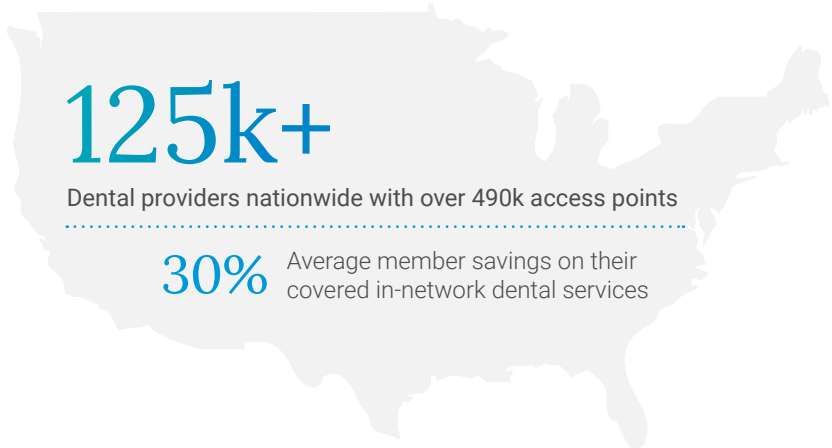 125k+
Dental providers nationwide with over 490k access points
30%
Average member savings on their
covered in-network dental services